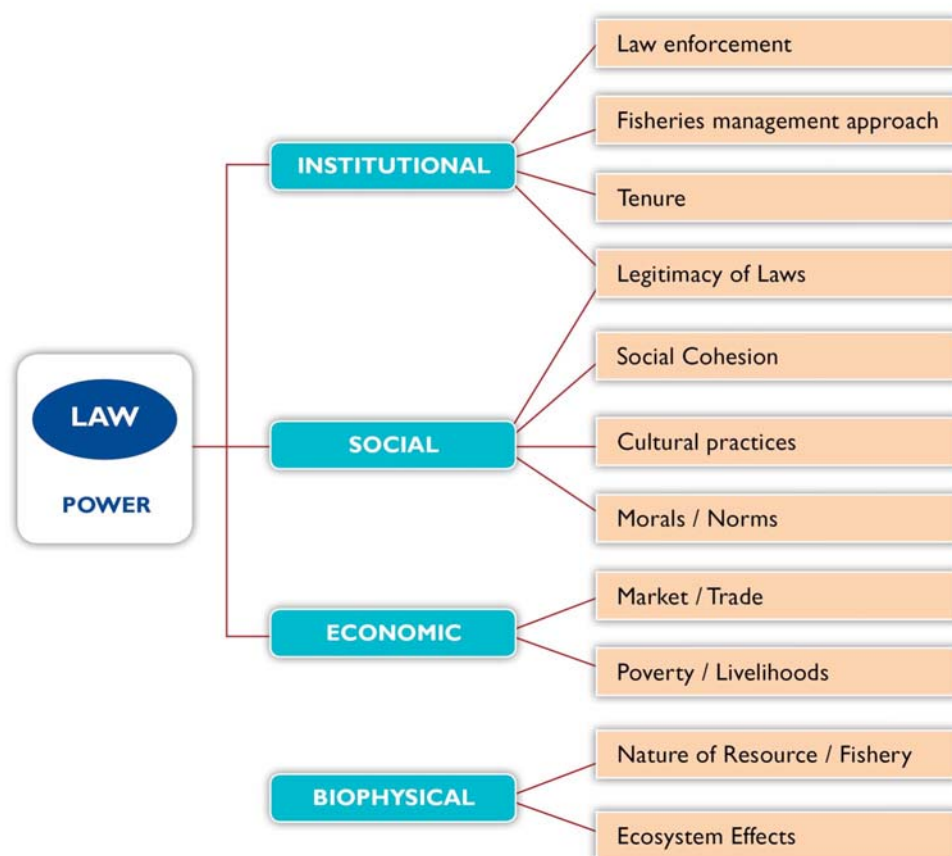 LAW
POWER
INSTITUTIONAL
SOCIAL
ECONOMIC
BIOPHYSICAL
Law enforcement
Fisheries management approach
Tenure
Legitimacy of Laws
Social Cohesion
Cultural practices
Morals / Norms
Market / Trade
Poverty / Livelihoods
Nature of Resource / Fishery
Ecosystem Effects